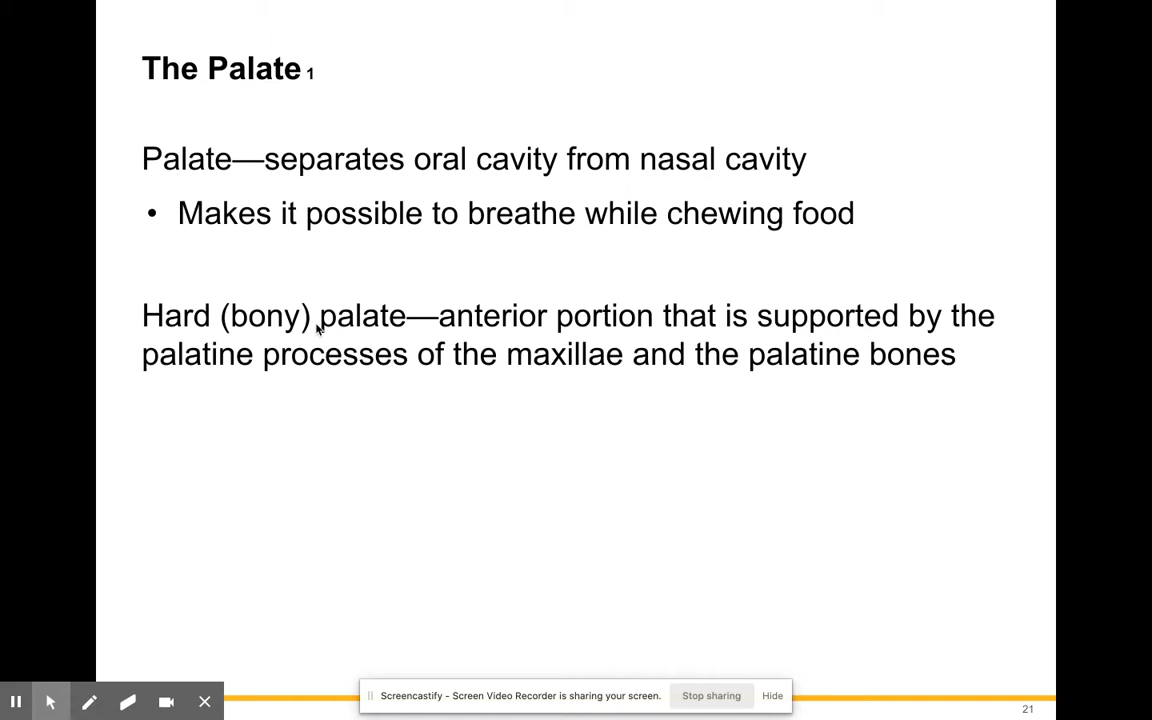 The Palate 1
Palate—separates oral cavity from nasal cavity
• Makes it possible to breathe while chewing food
Hard (bony) palate—anterior portion that is supported by the
palatine processes of the maxillae and the palatine bones
Screencastify - Screen Video Recorder is sharing your screen. Stop sharing Hide
21